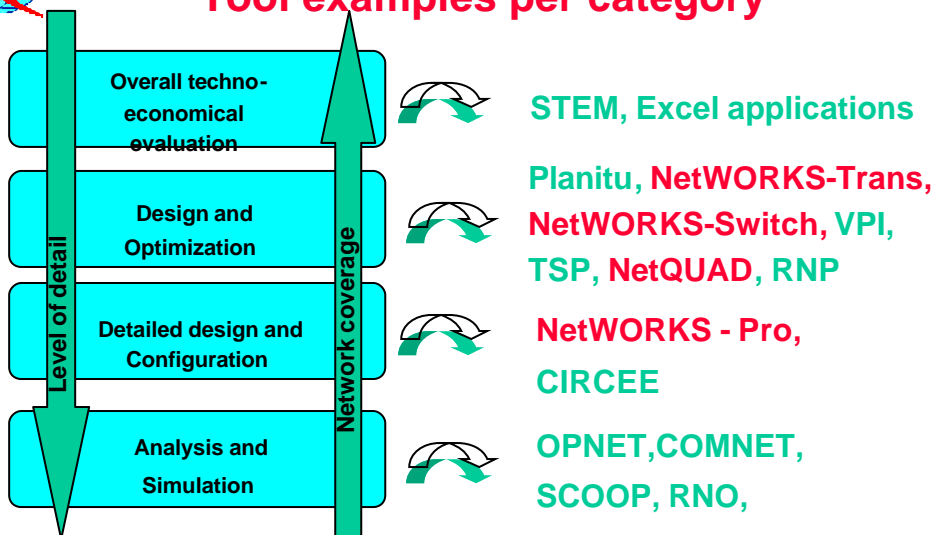 Tool examples per category
Overall techno-
economical
evaluation
STEM, Excel applications
Design and
Optimization
Planitu, NetWORKS-Trans,
NetWORKS-Switch, VPI,
TSP, NetQUAD, RNP
Detailed design and
Configuration
NetWORKS - Pro,
CIRCEE
Analysis and
Simulation
OPNET,COMNET,
SCOOP, RNO,
Level of detail
Network coverage